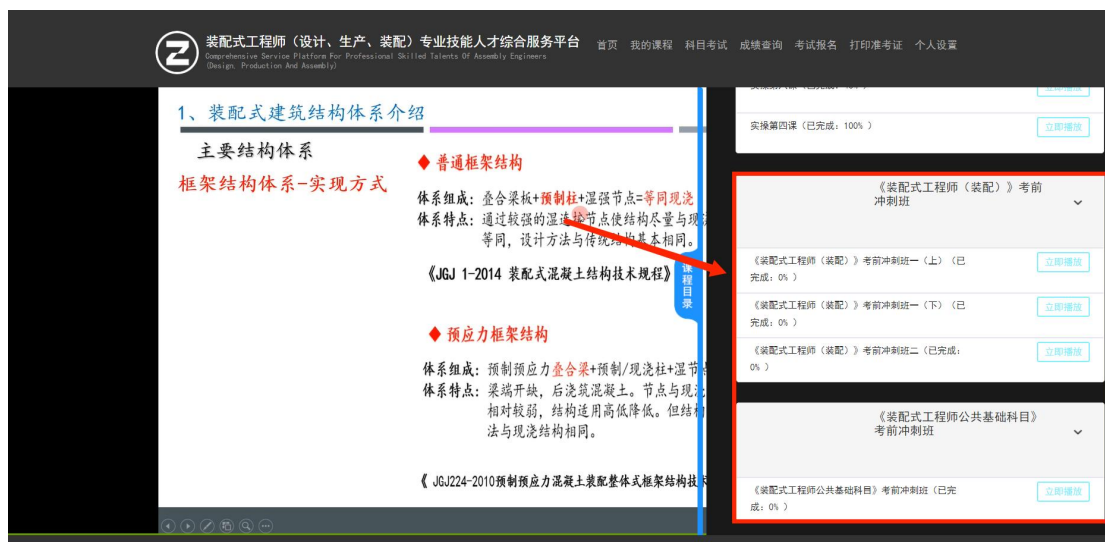 装配式工程师（设计、生产、装配）专业技能人才综合服务平台
Comprehensive Service Platform For Professional Skilled Talents Of Assembly Engineers
(Design, Production And Assembly)
首页 我的课程 科目考试 成绩查询 考试报名 打印准考证 个人设置
1、装配式建筑结构体系介绍
主要结构体系
框架结构体系-实现方式
◆ 普通框架结构
体系组成：叠合梁板+预制柱+湿强节点=等同现浇
体系特点：通过较强的湿连接节点使结构尽量与现浇
等同，设计方法与传统结构基本相同。
《JGJ 1-2014 装配式混凝土结构技术规程》
◆ 预应力框架结构
体系组成：预制预应力叠合梁+预制/现浇柱+湿节点
体系特点：梁端开缺，后浇筑混凝土。节点与现浇
相对较弱，结构适用高低降低。但结构
法与现浇结构相同。
《 JGJ224-2010预制预应力混凝土装配整体式框架结构技术
课程目录
立即播放
实操第四课（已完成：100% ）
立即播放
《装配式工程师（装配）》考前
冲刺班
《装配式工程师（装配）》考前冲刺班一（上）（已
完成：0% ）
立即播放
《装配式工程师（装配）》考前冲刺班一（下）（已
完成：0% ）
立即播放
《装配式工程师（装配）》考前冲刺班二（已完成：
0% ）
立即播放
《装配式工程师公共基础科目》
考前冲刺班
《装配式工程师公共基础科目》考前冲刺班（已完
成：0% ）
立即播放